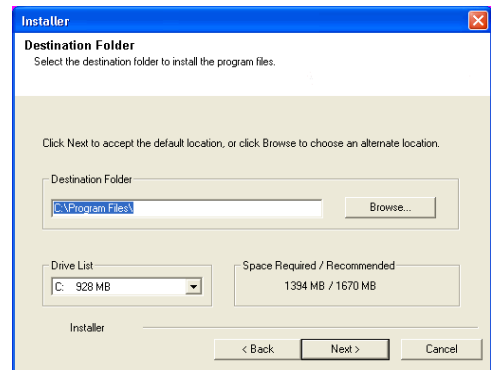 Installer
Destination Folder
Select the destination folder to install the program files.
Click Next to accept the default location, or click Browse to choose an alternate location.
Destination Folder
C:\Program Files\
Browse...
Drive List
C: 928 MB
Space Required / Recommended
1394 MB / 1670 MB
Installer
< Back
Next >
Cancel